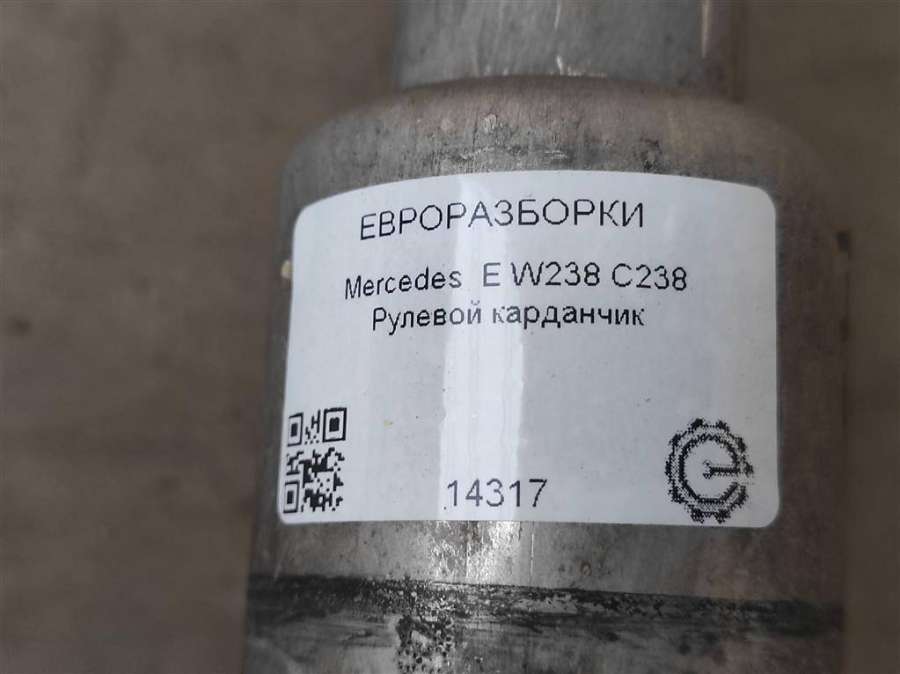 ЕВРОРАЗБОРКИ
Mercedes E W238 C238
Рулевой карданчик
14317